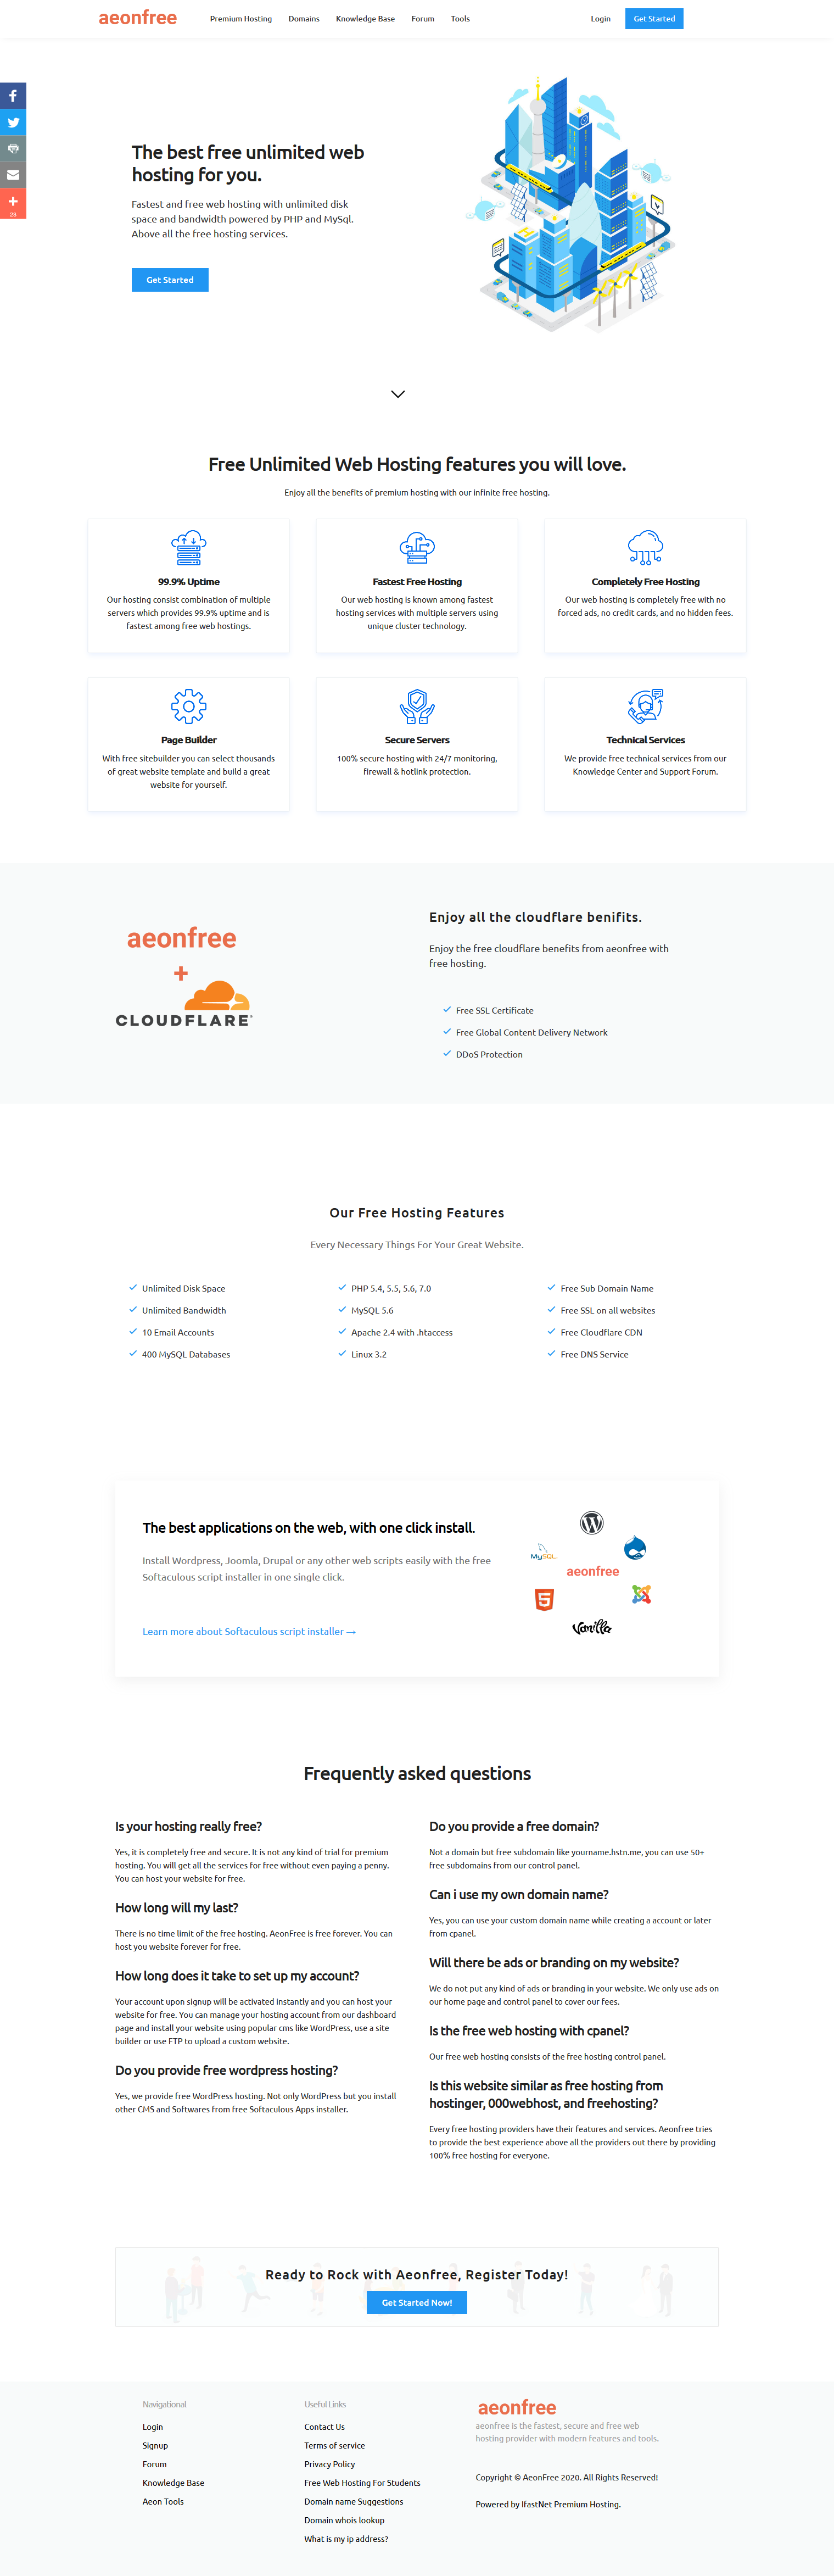 aeonfree
Premium Hosting
Domains
Knowledge Base
Forum
Tools
Login
Get Started
23
The best free unlimited web
hosting for you.
Fastest and free web hosting with unlimited disk
space and bandwidth powered by PHP and MySql.
Above all the free hosting services.
Get Started
Free Unlimited Web Hosting features you will love.
Enjoy all the benefits of premium hosting with our infinite free hosting.
99.9% Uptime
Our hosting consist combination of multiple
servers which provides 99.9% uptime and is
fastest among free web hostings.
Fastest Free Hosting
Our web hosting is known among fastest
hosting services with multiple servers using
unique cluster technology.
Completely Free Hosting
Our web hosting is completely free with no
forced ads, no credit cards, and no hidden fees.
Page Builder
With free sitebuilder you can select thousands
of great website template and build a great
website for yourself.
Secure Servers
100% secure hosting with 24/7 monitoring,
firewall & hotlink protection.
Technical Services
We provide free technical services from our
Knowledge Center and Support Forum.
aeonfree
+
CLOUDFLARE
Enjoy all the cloudflare benifits.
Enjoy the free cloudflare benefits from aeonfree with
free hosting.
Free SSL Certificate
Free Global Content Delivery Network
DDoS Protection
Our Free Hosting Features
Every Necessary Things For Your Great Website.
Unlimited Disk Space
Unlimited Bandwidth
10 Email Accounts
400 MySQL Databases
PHP 5.4, 5.5, 5.6, 7.0
MySQL 5.6
Apache 2.4 with .htaccess
Linux 3.2
Free Sub Domain Name
Free SSL on all websites
Free Cloudflare CDN
Free DNS Service
The best applications on the web, with one click install.
Install Wordpress, Joomla, Drupal or any other web scripts easily with the free
Softaculous script installer in one single click.
Learn more about Softaculous script installer →
W
MySQL
aeonfree
5
Vanilla
Frequently asked questions
Is your hosting really free?
Yes, it is completely free and secure. It is not any kind of trial for premium
hosting. You will get all the services for free without even paying a penny.
You can host your website for free.
How long will my last?
There is no time limit of the free hosting. AeonFree is free forever. You can
host you website forever for free.
How long does it take to set up my account?
Your account upon signup will be activated instantly and you can host your
website for free. You can manage your hosting account from our dashboard
page and install your website using popular cms like WordPress, use a site
builder or use FTP to upload a custom website.
Do you provide free wordpress hosting?
Yes, we provide free WordPress hosting. Not only WordPress but you install
other CMS and Softwares from free Softaculous Apps installer.
Do you provide a free domain?
Not a domain but free subdomain like yourname.hstn.me, you can use 50+
free subdomains from our control panel.
Can i use my own domain name?
Yes, you can use your custom domain name while creating a account or later
from cpanel.
Will there be ads or branding on my website?
We do not put any kind of ads or branding in your website. We only use ads on
our home page and control panel to cover our fees.
Is the free web hosting with cpanel?
Our free web hosting consists of the free hosting control panel.
Is this website similar as free hosting from
hostinger, 000webhost, and freehosting?
Every free hosting providers have their features and services. Aeonfree tries
to provide the best experience above all the providers out there by providing
100% free hosting for everyone.
Ready to Rock with Aeonfree, Register Today!
Get Started Now!
Navigational
Login
Signup
Forum
Knowledge Base
Aeon Tools
Useful Links
Contact Us
Terms of service
Privacy Policy
Free Web Hosting For Students
Domain name Suggestions
Domain whois lookup
What is my ip address?
aeonfree
aeonfree is the fastest, secure and free web
hosting provider with modern features and tools.
Copyright © AeonFree 2020. All Rights Reserved!
Powered by IfastNet Premium Hosting.